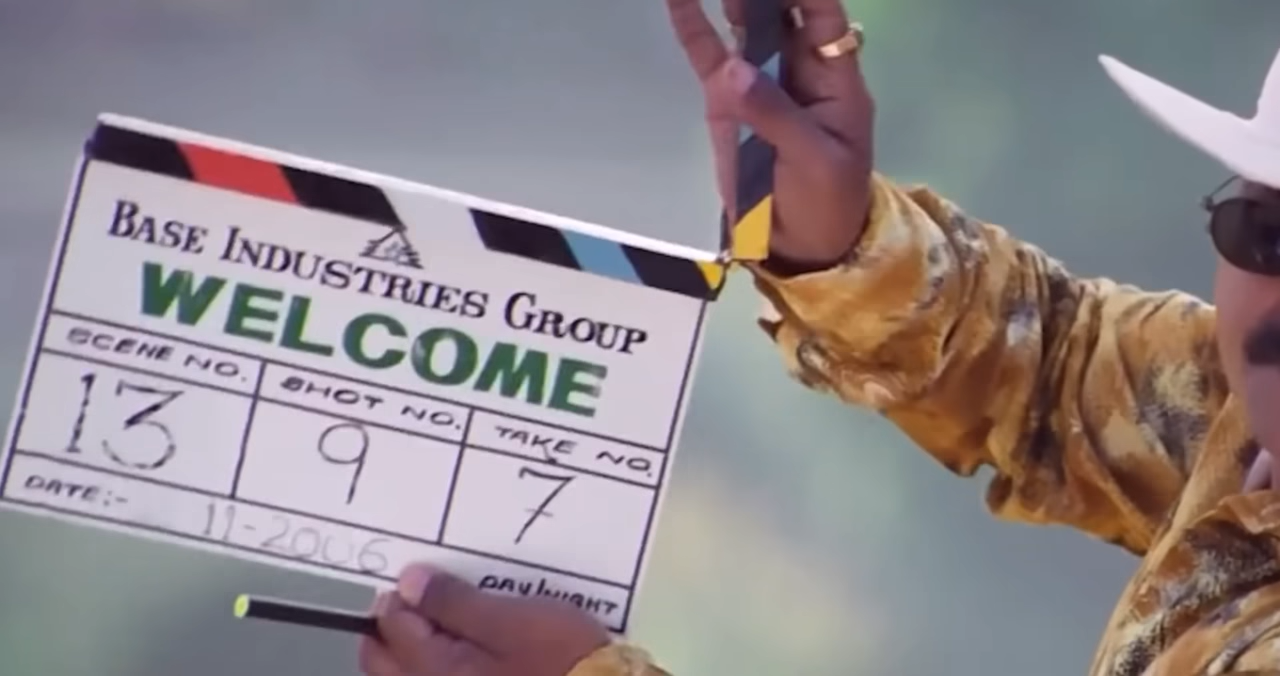 BASE INDUSTRIES GROUP
WELCOME
SCENE NO. SHOT NO. TAKE NO.
13 9 7
DATE:- 11-2006
DAY/NIGHT